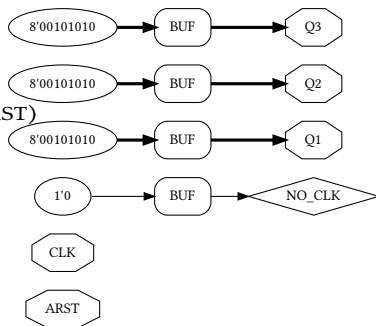 8'00101010 BUF Q3
8'00101010 BUF Q2
ST)
8'00101010 BUF Q1
1'0 BUF NO_CLK
CLK
ARST